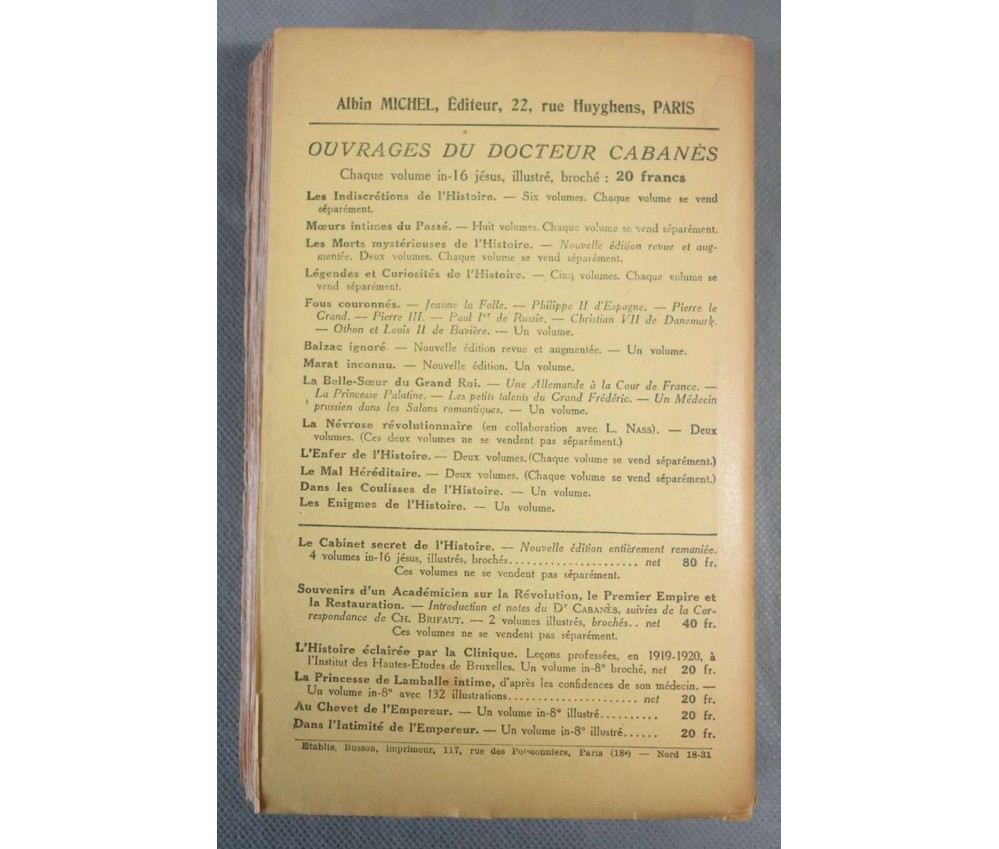 Albin MICHEL, Éditeur, 22, rue Huyghens, PARIS
OUVRAGES DU DOCTEUR CABANÈS
Chaque volume in-16 jésus, illustré, broché : 20 francs
Les Indiscrétions de l'Histoire. — Six volumes. Chaque volume se vend
séparément.
Mœurs intimes du Passé. — Huit volumes. Chaque volume se vend séparément.
Les Morts mystérieuses de l'Histoire. — Nouvelle édition revue et aug-
mentée. Deux volumes. Chaque volume se vend séparément.
Légendes et Curiosités de l'Histoire. — Cinq volumes. Chaque volume se
vend séparément.
Fous couronnés. — Jeanne la Folle. — Philippe II d'Espagne. — Pierre le
Grand. — Pierre III. — Paul Ier de Russie. — Christian VII de Danemark.
— Othon et Louis II de Bavière. — Un volume.
Balzac ignoré — Nouvelle édition revue et augmentée. — Un volume.
Marat inconnu. — Nouvelle édition. Un volume.
La Belle-Sœur du Grand Roi. — Une Allemande à la Cour de France. —
La Princesse Palatine. — Les petits talents du Grand Frédéric. — Un Médecin
prussien dans les Salons romantiques. — Un volume.
La Névrose révolutionnaire (en collaboration avec L. NASS). — Deux
volumes. (Ces deux volumes ne se vendent pas séparément.)
L'Enfer de l'Histoire. — Deux volumes. (Chaque volume se vend séparément.)
Le Mal Héréditaire. — Deux volumes. (Chaque volume se vend séparément.)
Dans les Coulisses de l'Histoire. — Un volume.
Les Enigmes de l'Histoire. — Un volume.
Le Cabinet secret de l'Histoire. — Nouvelle édition entièrement remaniée.
4 volumes in-16 jésus, illustrés, brochés...................... net 80 fr.
Ces volumes ne se vendent pas séparément.
Souvenirs d'un Académicien sur la Révolution, le Premier Empire et
la Restauration. — Introduction et notes du Dr CABANÈS, suivies de la Cor-
respondance de CH. BRIFAUT. — 2 volumes illustrés, brochés.. net 40 fr.
Ces volumes ne se vendent pas séparément.
L'Histoire éclairée par la Clinique. Leçons professées, en 1919-1920, à
l'Institut des Hautes-Etudes de Bruxelles. Un volume in-8° broché, net 20 fr.
La Princesse de Lamballe intime, d'après les confidences de son médecin. —
Un volume in-8° avec 132 illustrations...................... net 20 fr.
Au Chevet de l'Empereur. — Un volume in-8° illustré.......... 20 fr.
Dans l'Intimité de l'Empereur. — Un volume in-8° illustré...... 20 fr.
Etablis, Busson, imprimeur, 117, rue des Poissonniers, Paris (18e) — Nord 18-31